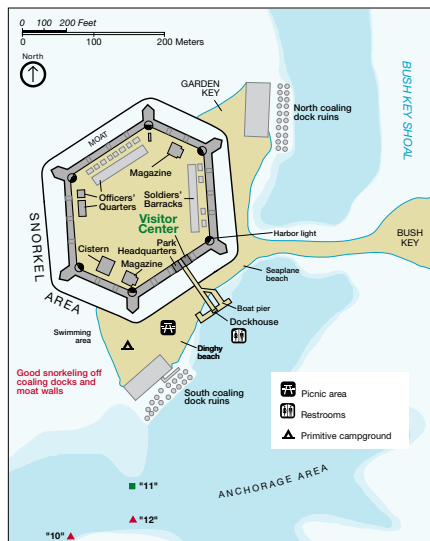 0 100 200 Feet
0 100 200 Meters
North
GARDEN
KEY
North coaling
dock ruins
BUSH KEY SHOAL
MOAT
Magazine
Officers'
Quarters
Soldiers'
Barracks
Visitor
Center
Harbor light
BUSH
KEY
SNORKEL AREA
Cistern
Park
Headquarters
Magazine
Seaplane
beach
Boat pier
Dockhouse
Swimming
area
Dinghy
beach
Good snorkeling off
coaling docks and
moat walls
South coaling
dock ruins
Picnic area
Restrooms
Primitive campground
ANCHORAGE AREA
"11"
"12"
"10"